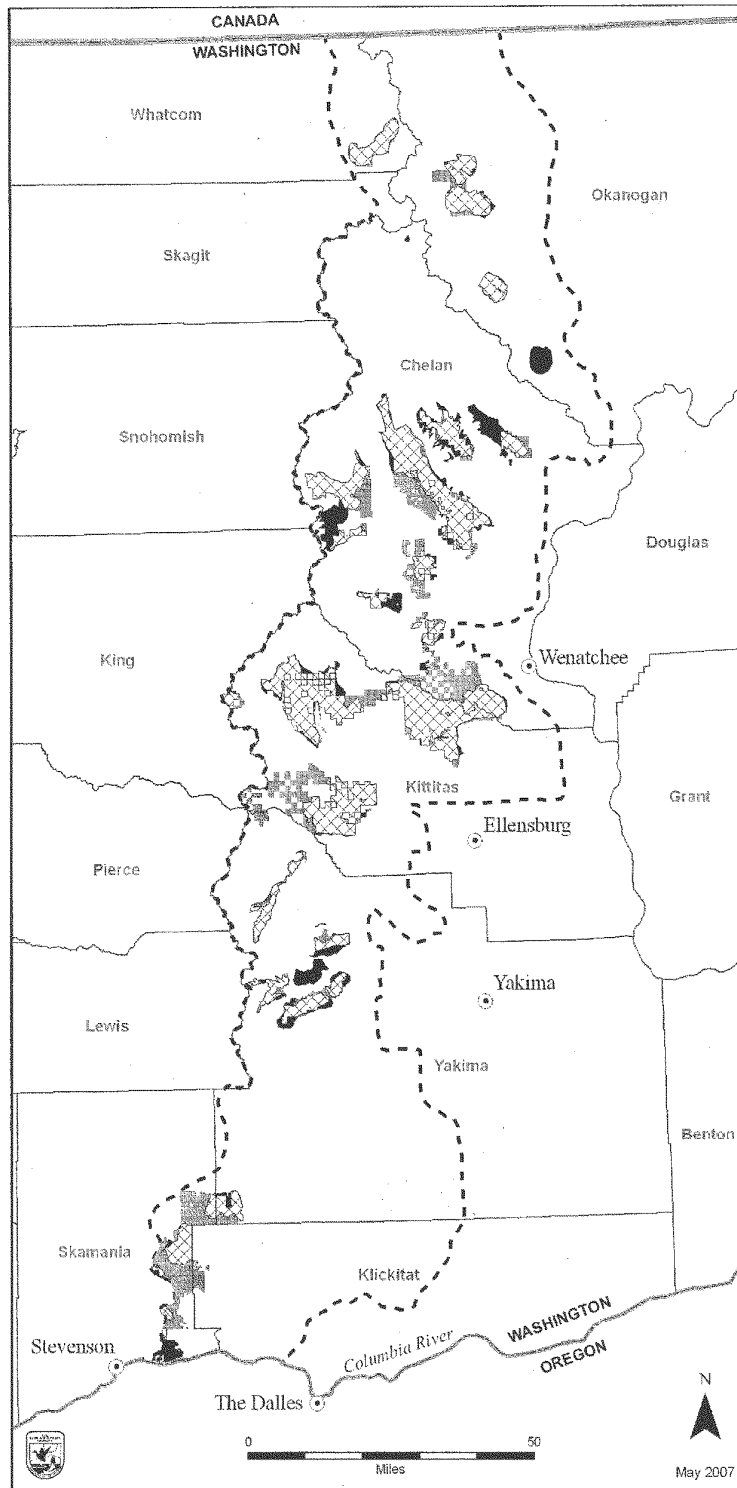 CANADA
WASHINGTON
Whatcom
Okanogan
Skagit
Chelan
Snohomish
Douglas
King
Wenatchee
Kittitas
Grant
Ellensburg
Pierce
Yakima
Lewis
Yakima
Benton
Skamania
Klickitat
Stevenson
Columbia River
WASHINGTON
OREGON
The Dalles
N
0 50
Miles
May 2007